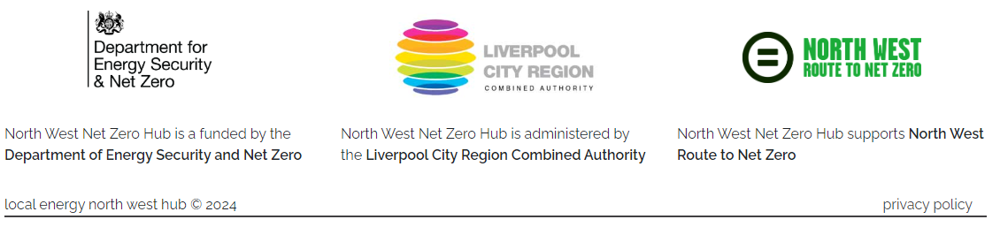 Department for
Energy Security
& Net Zero
LIVERPOOL
CITY REGION
COMBINED AUTHORITY
NORTH WEST
ROUTE TO NET ZERO
North West Net Zero Hub is a funded by the
Department of Energy Security and Net Zero
North West Net Zero Hub is administered by
the Liverpool City Region Combined Authority
North West Net Zero Hub supports North West
Route to Net Zero
local energy north west hub © 2024
privacy policy